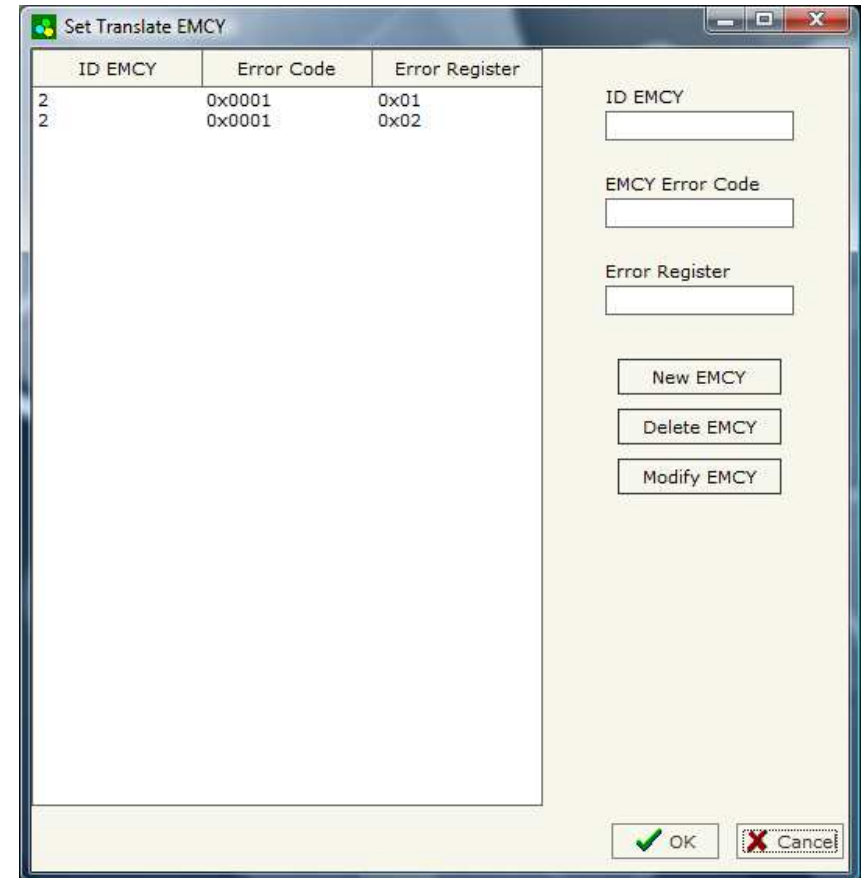 Set Translate EMCY
ID EMCY Error Code Error Register
2 0x0001 0x01
2 0x0001 0x02
ID EMCY
EMCY Error Code
Error Register
New EMCY
Delete EMCY
Modify EMCY
OK Cancel